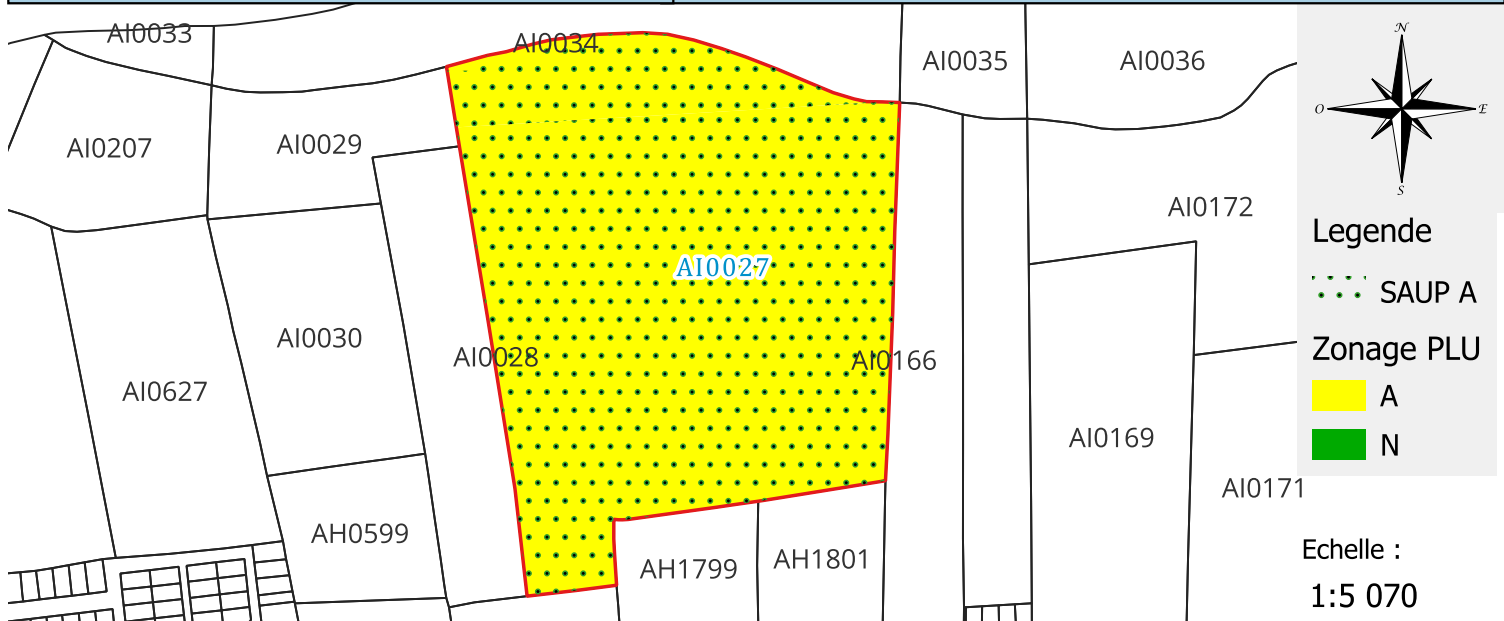 AI0033
AI0034
AI0035
AI0036
AI0207
AI0029
AI0172
AI0027
AI0030
AI0028
AI0166
AI0627
AI0169
AI0171
AH0599
AH1799
AH1801
N
O
E
S
Legende
SAUP A
Zonage PLU
A
N
Echelle :
1:5 070